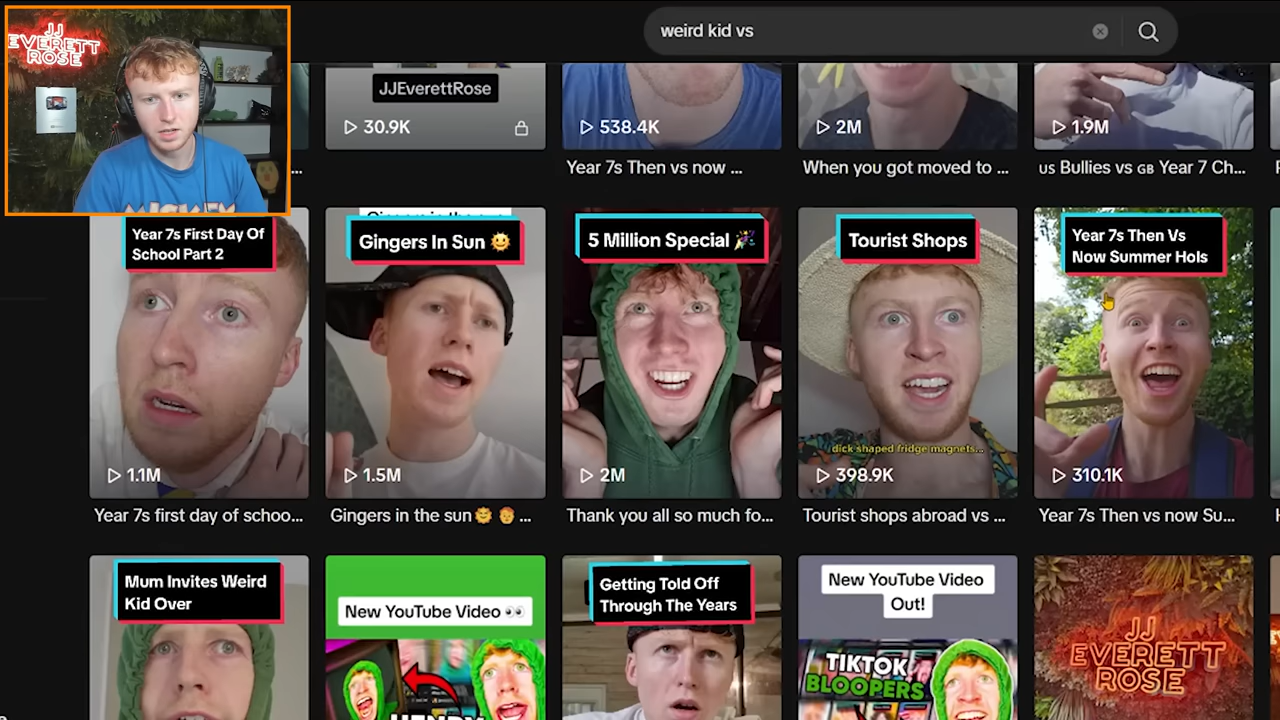 JJ
EVERETT
ROSE
weird kid vs
JJEverettRose
30.9K
538.4K
2M
1.9M
...
Year 7s Then vs now ...
When you got moved to ...
US Bullies vs GB Year 7 Ch...
Year 7s First Day Of
School Part 2
Gingers In Sun 🌞
5 Million Special 🎉
Tourist Shops
Year 7s Then Vs
Now Summer Hols
dick shaped fridge magnets...
1.1M
1.5M
2M
398.9K
310.1K
Year 7s first day of schoo...
Gingers in the sun🌞 👨‍🦰 ...
Thank you all so much fo...
Tourist shops abroad vs ...
Year 7s Then vs now Su...
Mum Invites Weird
Kid Over
New YouTube Video 👀
HENRY
Getting Told Off
Through The Years
New YouTube Video
Out!
TIKTOK
BLOOPERS
JJ
EVERETT
ROSE